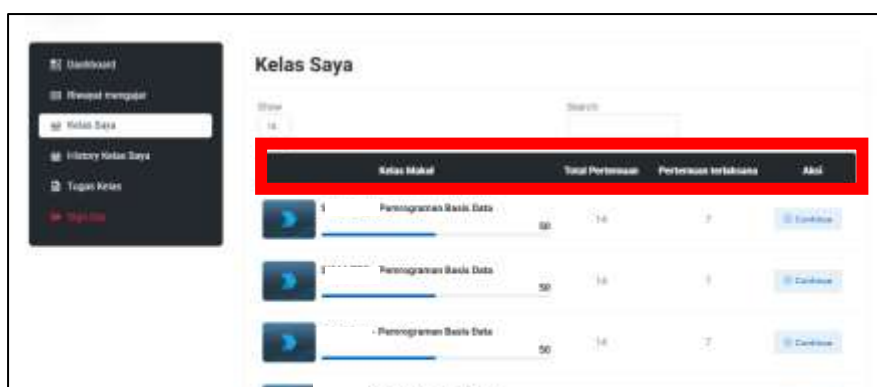 Dashboard
Riwayat mengajar
Kelas Saya
History Kelas Saya
Tugas Kelas
Sign Out
Kelas Saya
Show
Search
Kelas Makul Total Pertemuan Pertemuan terlaksana Aksi
Pemrograman Basis Data
50 14 7 Continue
Pemrograman Basis Data
50 14 7 Continue
- Pemrograman Basis Data
50 14 7 Continue